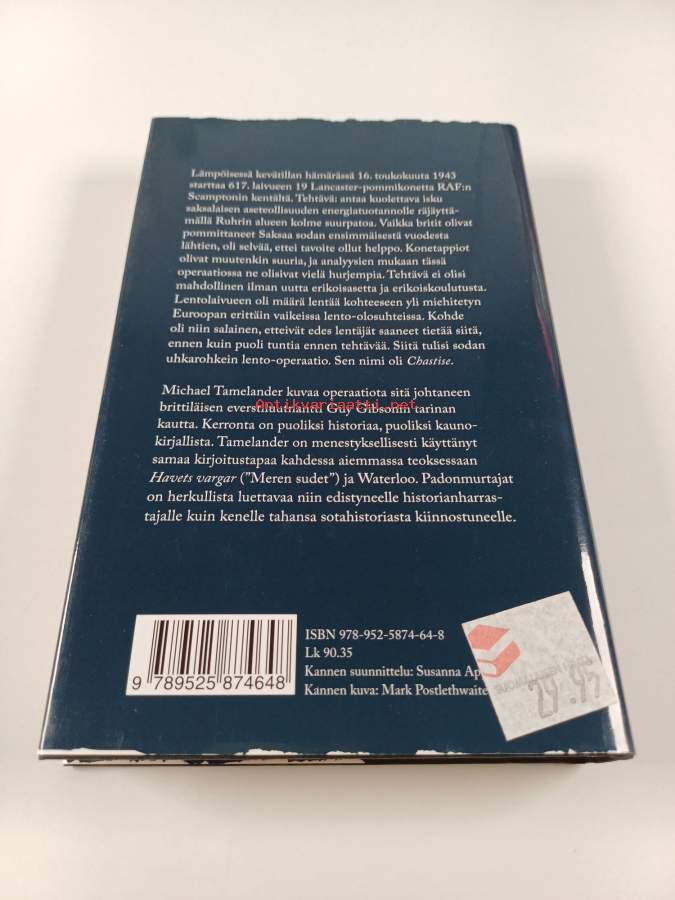 Lämpöisessä kevätillan hämärässä 16. toukokuuta 1943
starttaa 617. laivueen 19 Lancaster-pommikonetta RAF:n
Scamptonin kentältä. Tehtävä: antaa kuolettava isku
saksalaisen aseteollisuuden energiatuotannolle räjäyttä-
mällä Ruhrin alueen kolme suurpatoa. Vaikka britit olivat
pommittaneet Saksaa sodan ensimmäisestä vuodesta
lähtien, oli selvää, ettei tavoite ollut helppo. Konetappiot
olivat muutenkin suuria, ja analyysien mukaan tässä
operaatiossa ne olisivat vielä hurjempia. Tehtävä ei olisi
mahdollinen ilman uutta erikoisasetta ja erikoiskoulutusta.
Lentolaivueen oli määrä lentää kohteeseen yli miehitetyn
Euroopan erittäin vaikeissa lento-olosuhteissa. Kohde
oli niin salainen, etteivät edes lentäjät saaneet tietää siitä,
ennen kuin puoli tuntia ennen tehtävää. Siitä tulisi sodan
uhkarohkein lento-operaatio. Sen nimi oli Chastise.
Michael Tamelander kuvaa operaatiota sitä johtaneen
brittiläisen everstiluutnantti Guy Gibsonin tarinan
Antikvariaatti.net
kautta. Kerronta on puoliksi historiaa, puoliksi kauno-
kirjallista. Tamelander on menestyksellisesti käyttänyt
samaa kirjoitustapaa kahdessa aiemmassa teoksessaan
Havets vargar ("Meren sudet") ja Waterloo. Padonmurtajat
on herkullista luettavaa niin edistyneelle historianharras-
tajalle kuin kenelle tahansa sotahistoriasta kiinnostuneelle.
ISBN 978-952-5874-64-8
Lk 90.35
Kannen suunnittelu: Susanna Ap
Kannen kuva: Mark Postlethwaite
9 789525 874648
29.95